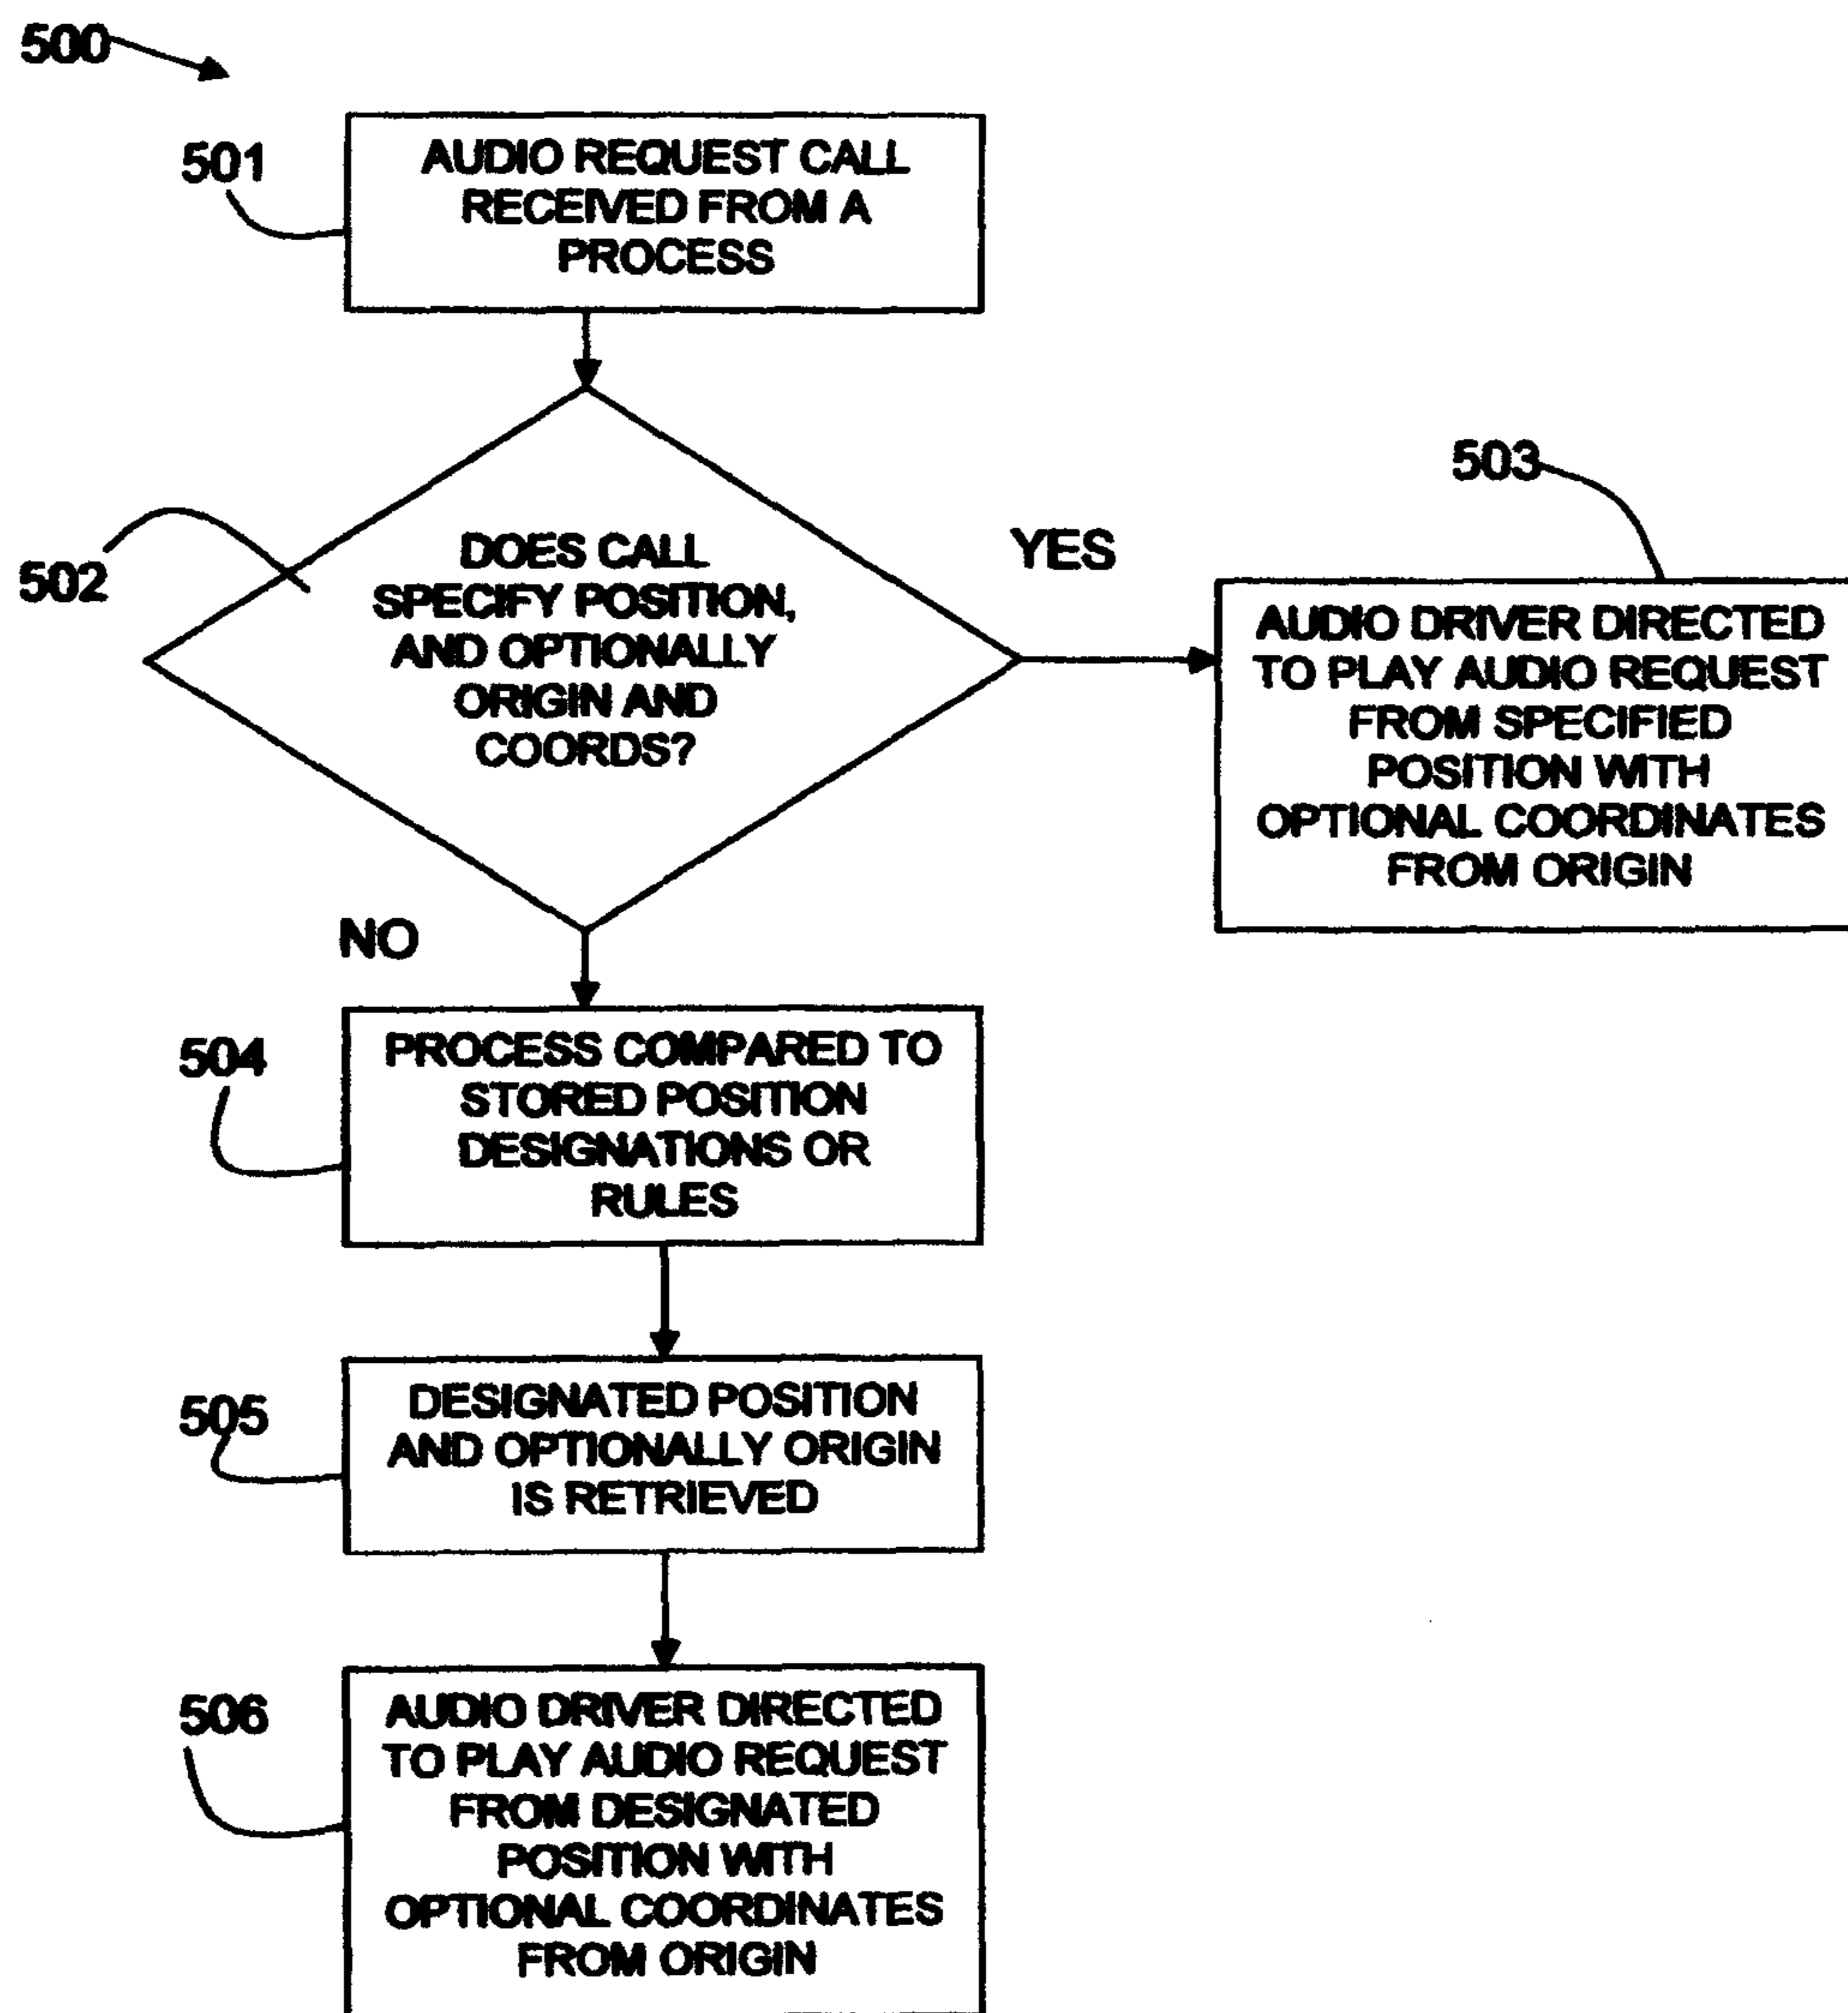 500
501
AUDIO REQUEST CALL
RECEIVED FROM A
PROCESS
502
DOES CALL
SPECIFY POSITION,
AND OPTIONALLY
ORIGIN AND
COORDS?
YES
503
AUDIO DRIVER DIRECTED
TO PLAY AUDIO REQUEST
FROM SPECIFIED
POSITION WITH
OPTIONAL COORDINATES
FROM ORIGIN
NO
504
PROCESS COMPARED TO
STORED POSITION
DESIGNATIONS OR
RULES
505
DESIGNATED POSITION
AND OPTIONALLY ORIGIN
IS RETRIEVED
506
AUDIO DRIVER DIRECTED
TO PLAY AUDIO REQUEST
FROM DESIGNATED
POSITION WITH
OPTIONAL COORDINATES
FROM ORIGIN